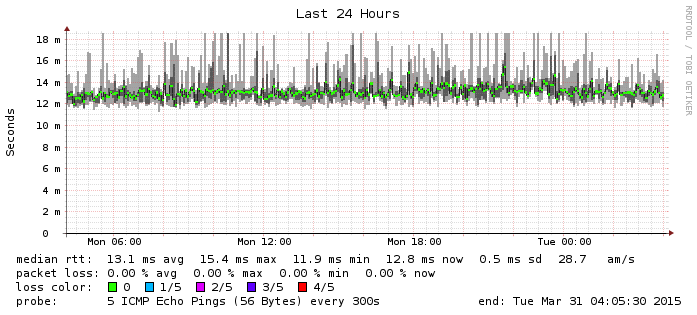 Last 24 Hours
RRDTOOL / TOBI OETIKER
Seconds
18 m
16 m
14 m
12 m
10 m
8 m
6 m
4 m
2 m
0
Mon 06:00 Mon 12:00 Mon 18:00 Tue 00:00
median rtt: 13.1 ms avg 15.4 ms max 11.9 ms min 12.8 ms now 0.5 ms sd 28.7 am/s
packet loss: 0.00 % avg 0.00 % max 0.00 % min 0.00 % now
loss color: 0 1/5 2/5 3/5 4/5
probe: 5 ICMP Echo Pings (56 Bytes) every 300s end: Tue Mar 31 04:05:30 2015